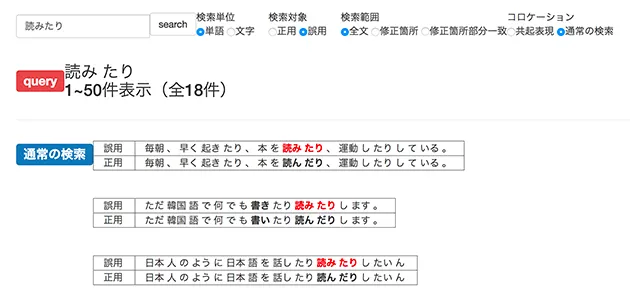 検索単位 検索対象 検索範囲 コロケーション
読みたり search 単語 文字 正用 誤用 全文 修正箇所 修正箇所部分一致 共起表現 通常の検索
query 読み たり
1~50件表示（全18件）
通常の検索
誤用 毎朝 、 早く 起き たり 、 本 を 読み たり 、 運動 し たり し て いる 。
正用 毎朝 、 早く 起き たり 、 本 を 読ん だり 、 運動 し たり し て いる 。
誤用 ただ 韓国 語 で 何 で も 書き たり 読み たり し ます 。
正用 ただ 韓国 語 で 何 で も 書い たり 読ん だり し ます 。
誤用 日本 人 の よう に 日本 語 を 話し たり 読み たり し たい ん
正用 日本 人 の よう に 日本 語 を 話し たり 読ん だり し たい ん